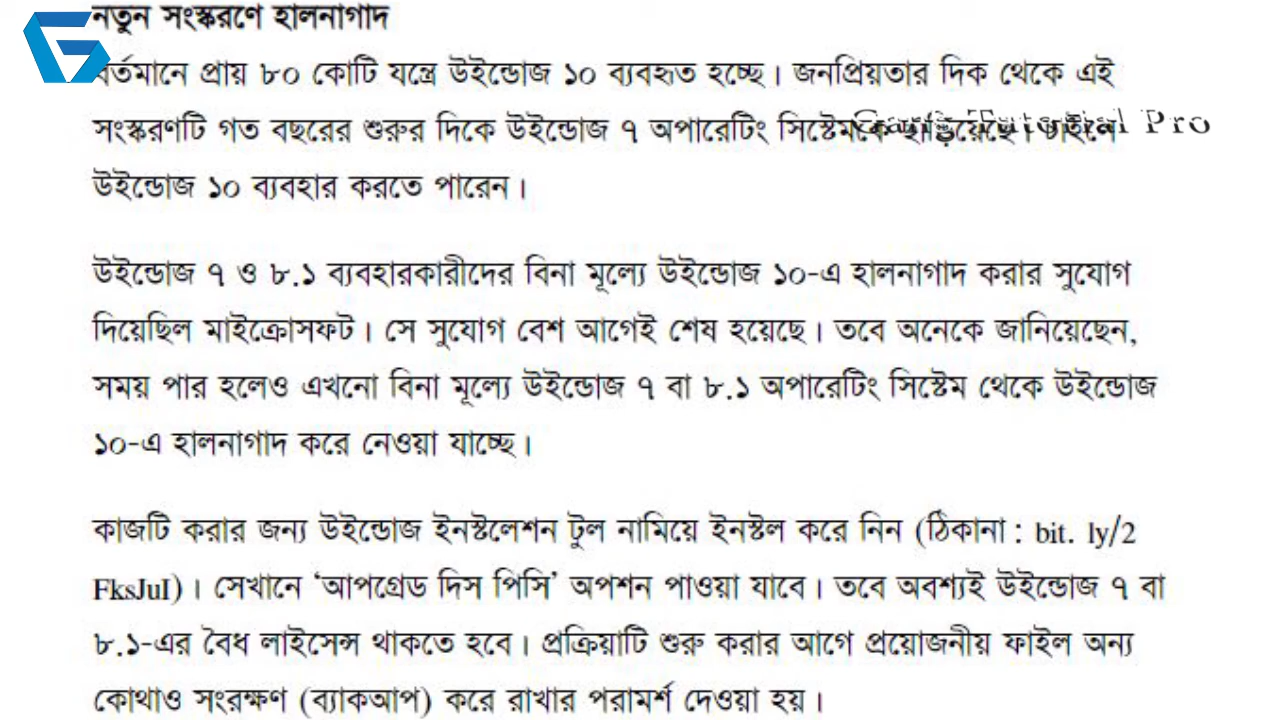 নতুন সংস্করণে হালনাগাদ
বর্তমানে প্রায় ৮০ কোটি যন্ত্রে উইন্ডোজ ১০ ব্যবহৃত হচ্ছে। জনপ্রিয়তার দিক থেকে এই
সংস্করণটি গত বছরের শুরুর দিকে উইন্ডোজ ৭ অপারেটিং সিস্টেমকে ছাড়িয়েছে। চাইলে
Tutorial Pro
উইন্ডোজ ১০ ব্যবহার করতে পারেন।
উইন্ডোজ ৭ ও ৮.১ ব্যবহারকারীদের বিনা মূল্যে উইন্ডোজ ১০-এ হালনাগাদ করার সুযোগ
দিয়েছিল মাইক্রোসফট। সে সুযোগ বেশ আগেই শেষ হয়েছে। তবে অনেকে জানিয়েছেন,
সময় পার হলেও এখনো বিনা মূল্যে উইন্ডোজ ৭ বা ৮.১ অপারেটিং সিস্টেম থেকে উইন্ডোজ
১০-এ হালনাগাদ করে নেওয়া যাচ্ছে।
কাজটি করার জন্য উইন্ডোজ ইনস্টলেশন টুল নামিয়ে ইনস্টল করে নিন (ঠিকানা : bit. ly/2
FksJuI)। সেখানে ‘আপগ্রেড দিস পিসি’ অপশন পাওয়া যাবে। তবে অবশ্যই উইন্ডোজ ৭ বা
৮.১-এর বৈধ লাইসেন্স থাকতে হবে। প্রক্রিয়াটি শুরু করার আগে প্রয়োজনীয় ফাইল অন্য
কোথাও সংরক্ষণ (ব্যাকআপ) করে রাখার পরামর্শ দেওয়া হয়।